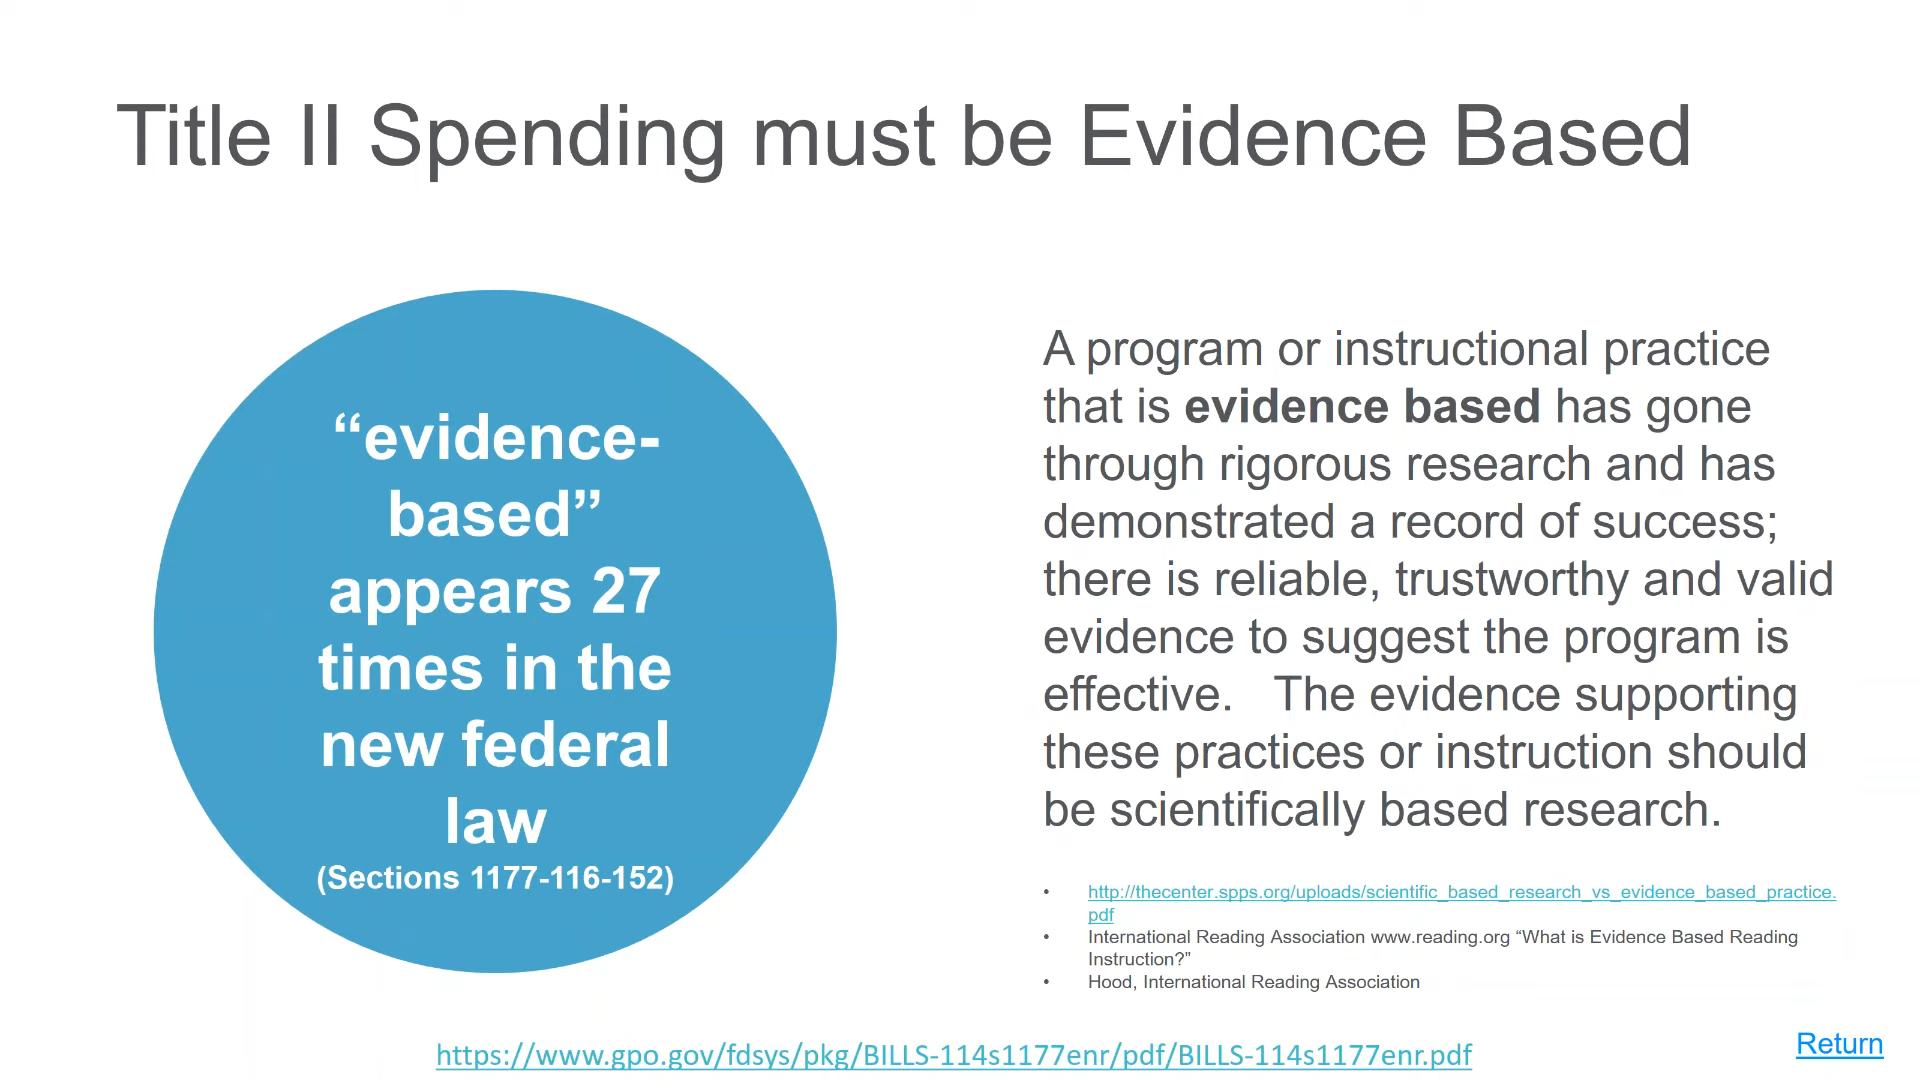 Title II Spending must be Evidence Based
“evidence-
based”
appears 27
times in the
new federal
law
(Sections 1177-116-152)
A program or instructional practice
that is evidence based has gone
through rigorous research and has
demonstrated a record of success;
there is reliable, trustworthy and valid
evidence to suggest the program is
effective.   The evidence supporting
these practices or instruction should
be scientifically based research.
• http://thecenter.spps.org/uploads/scientific_based_research_vs_evidence_based_practice.
pdf
• International Reading Association www.reading.org “What is Evidence Based Reading
Instruction?”
• Hood, International Reading Association
https://www.gpo.gov/fdsys/pkg/BILLS-114s1177enr/pdf/BILLS-114s1177enr.pdf
Return